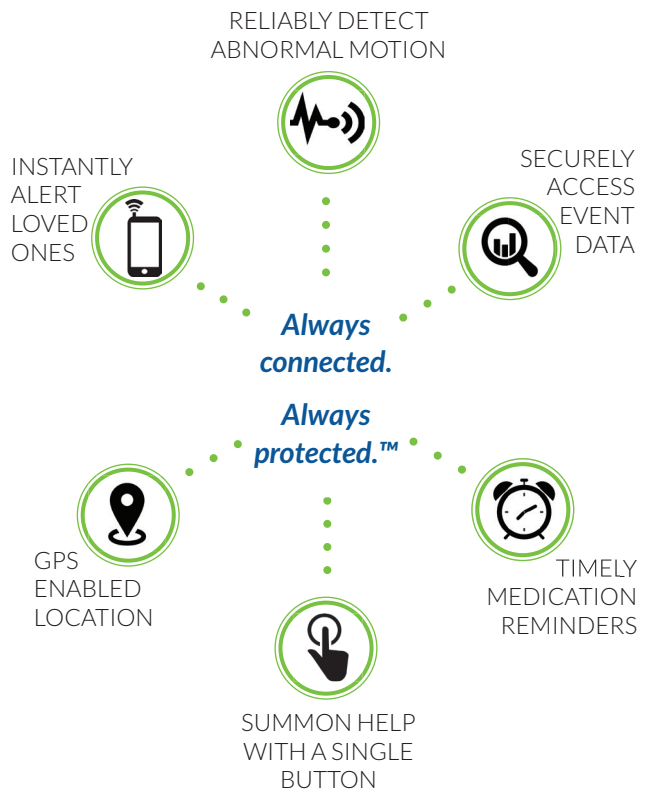 RELIABLY DETECT
ABNORMAL MOTION
INSTANTLY
ALERT
LOVED
ONES
SECURELY
ACCESS
EVENT
DATA
Always
connected.
Always
protected.™
GPS
ENABLED
LOCATION
TIMELY
MEDICATION
REMINDERS
SUMMON HELP
WITH A SINGLE
BUTTON